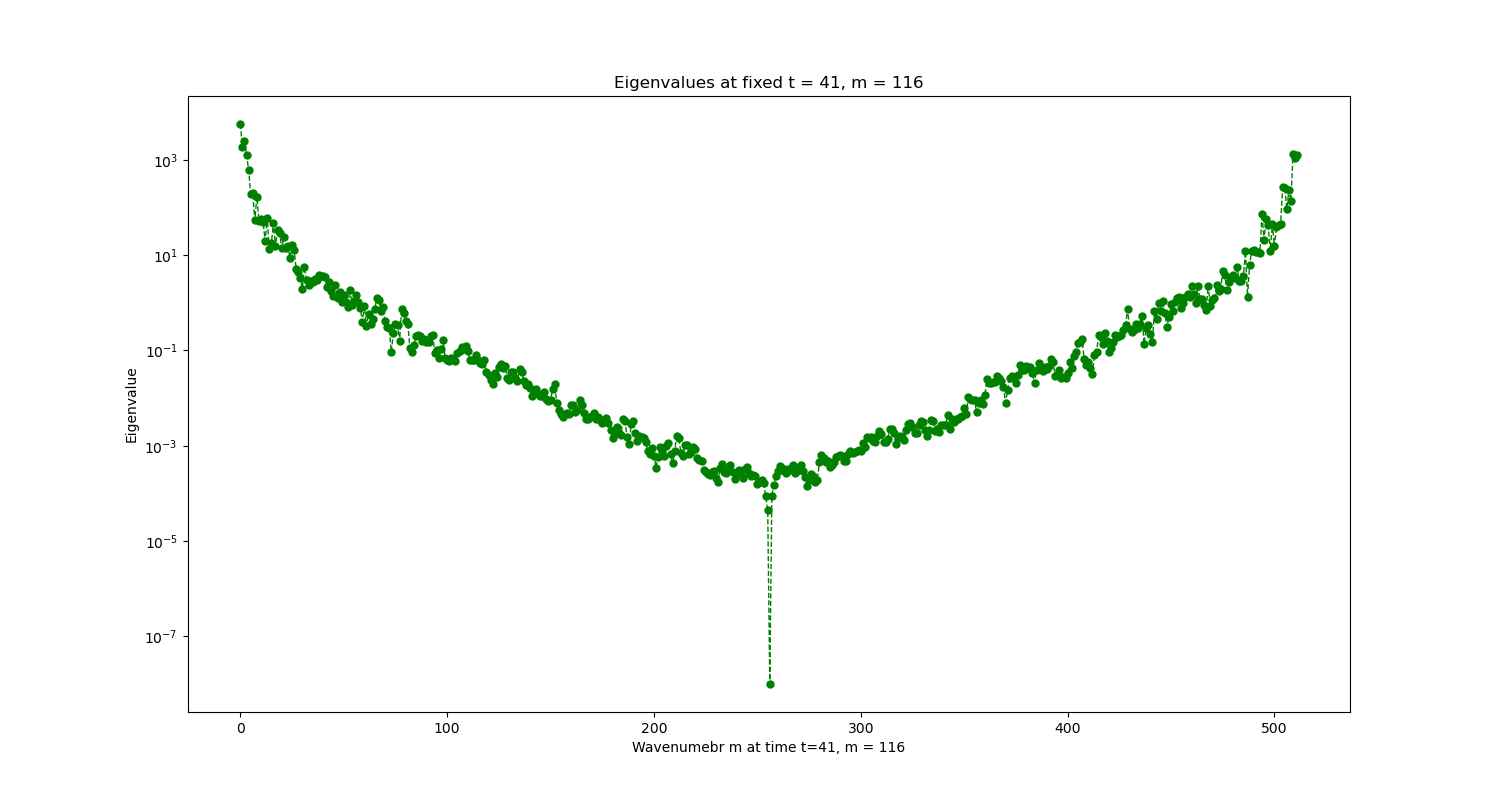 Eigenvalues at fixed t = 41, m = 116
10^3
10^1
10^−1
10^−3
10^−5
10^−7
Eigenvalue
0 100 200 300 400 500
Wavenumebr m at time t=41, m = 116